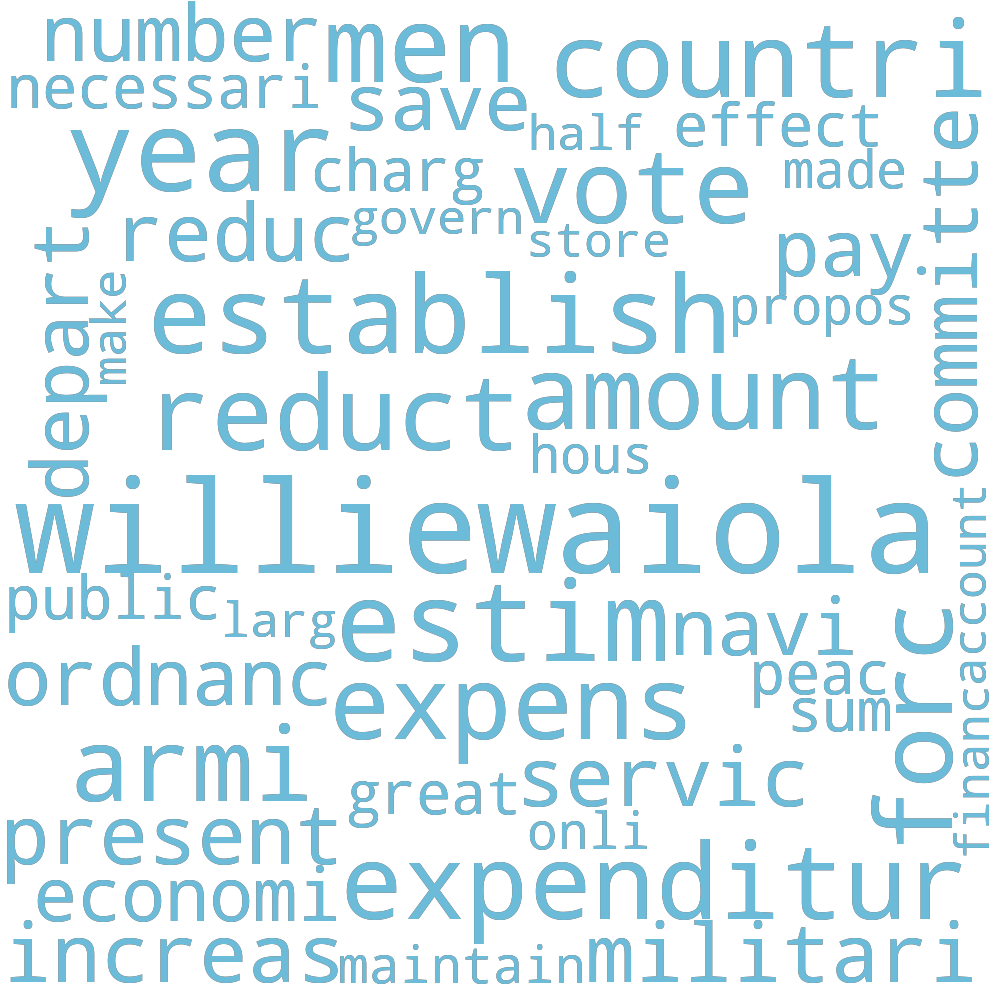 number
men
countri
necessari
save
half
effect
year
charg
vote
made
committe
reduc
govern
store
pay
depart
make
establish
propos
reduct
amount
hous
williewaiola
account
public
larg
estim
navi
forc
ordnanc
expens
peac
sum
financ
armi
great
servic
present
onli
economi
expenditur
increas
maintain
militari